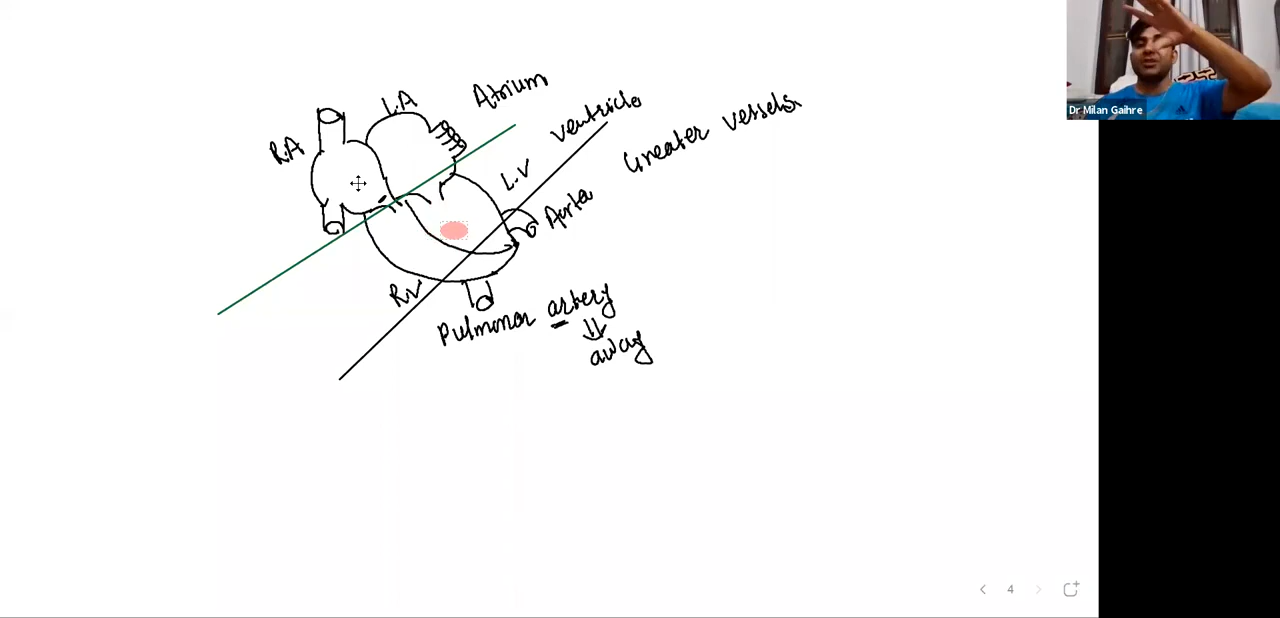 Dr Milan Gaihre
L.A
Atrium
R.A
ventricle
Greater vessels
L.V
Aorta
RV
Pulmonar artery
away
4